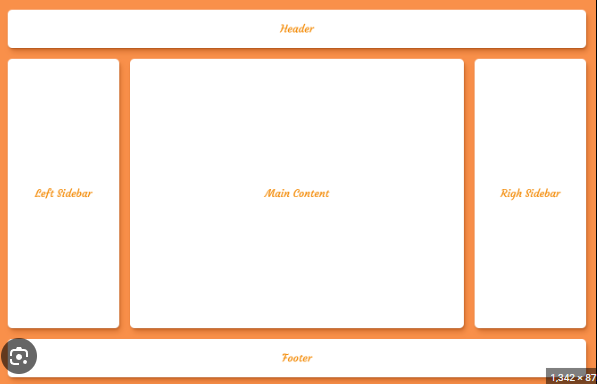 Header
Left Sidebar
Main Content
Righ Sidebar
Footer
1,342 × 87